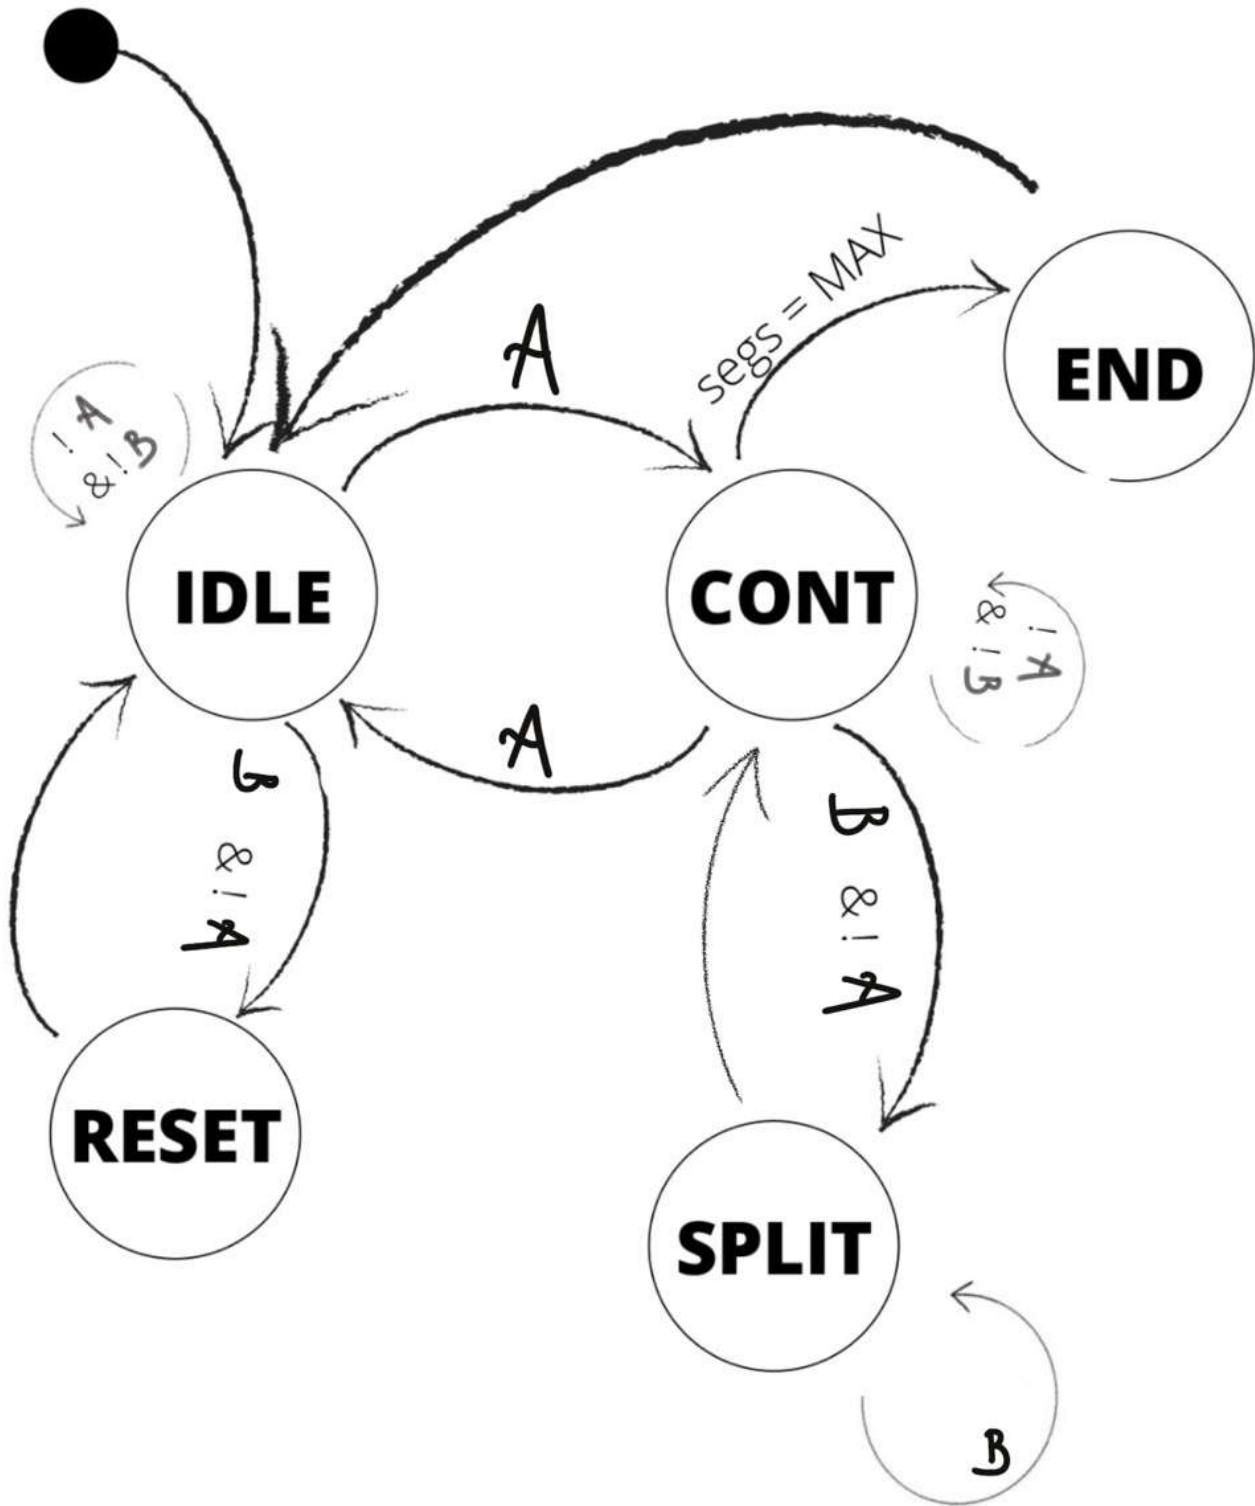 segs = MAX
A
END
! A
& ! B
IDLE
CONT
! A
& ! B
A
B & ! A
B & ! A
RESET
SPLIT
B